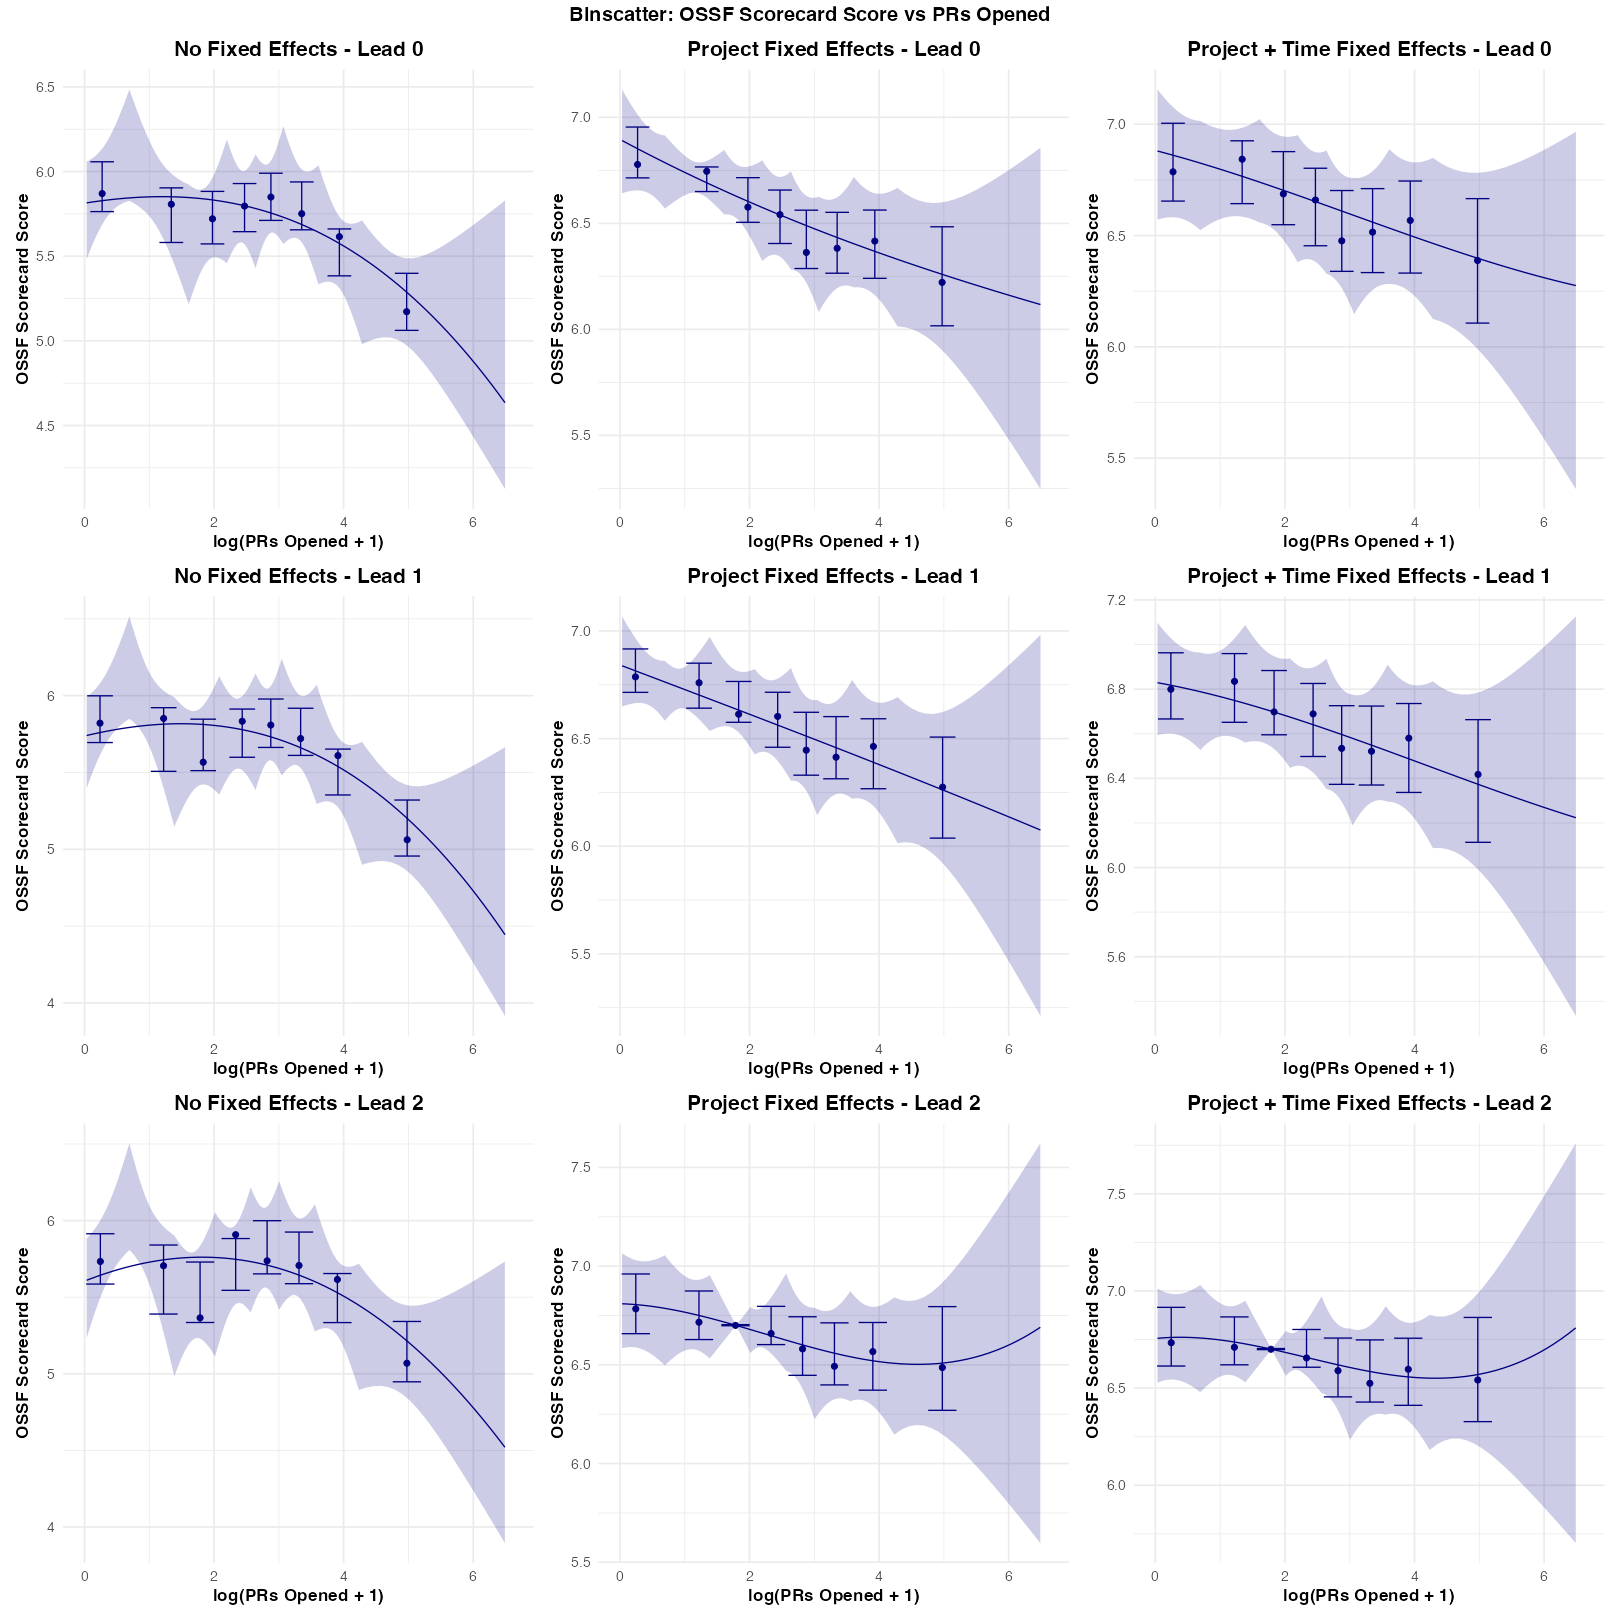 BInscatter: OSSF Scorecard Score vs PRs Opened
No Fixed Effects - Lead 0
OSSF Scorecard Score
6.5
6.0
5.5
5.0
4.5
0 2 4 6
log(PRs Opened + 1)
Project Fixed Effects - Lead 0
OSSF Scorecard Score
7.0
6.5
6.0
5.5
0 2 4 6
log(PRs Opened + 1)
Project + Time Fixed Effects - Lead 0
OSSF Scorecard Score
7.0
6.5
6.0
5.5
0 2 4 6
log(PRs Opened + 1)
No Fixed Effects - Lead 1
OSSF Scorecard Score
6
5
4
0 2 4 6
log(PRs Opened + 1)
Project Fixed Effects - Lead 1
OSSF Scorecard Score
7.0
6.5
6.0
5.5
0 2 4 6
log(PRs Opened + 1)
Project + Time Fixed Effects - Lead 1
OSSF Scorecard Score
7.2
6.8
6.4
6.0
5.6
0 2 4 6
log(PRs Opened + 1)
No Fixed Effects - Lead 2
OSSF Scorecard Score
6
5
4
0 2 4 6
log(PRs Opened + 1)
Project Fixed Effects - Lead 2
OSSF Scorecard Score
7.5
7.0
6.5
6.0
5.5
0 2 4 6
log(PRs Opened + 1)
Project + Time Fixed Effects - Lead 2
OSSF Scorecard Score
7.5
7.0
6.5
6.0
0 2 4 6
log(PRs Opened + 1)